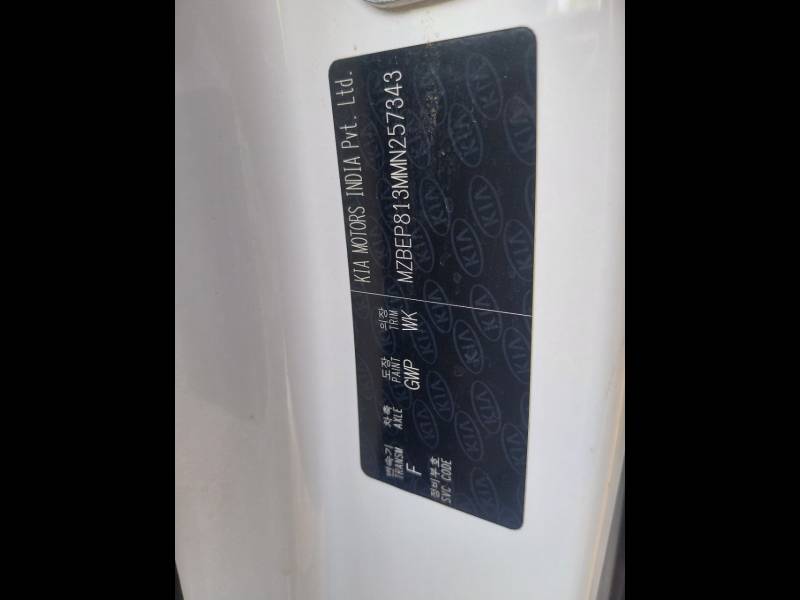 KIA MOTORS INDIA Pvt. Ltd.
MZBEP813MMN257343
변속기 차축 도장 의장
TRANSM AXLE PAINT TRIM
F GWP WK
정비부호
SVC CODE